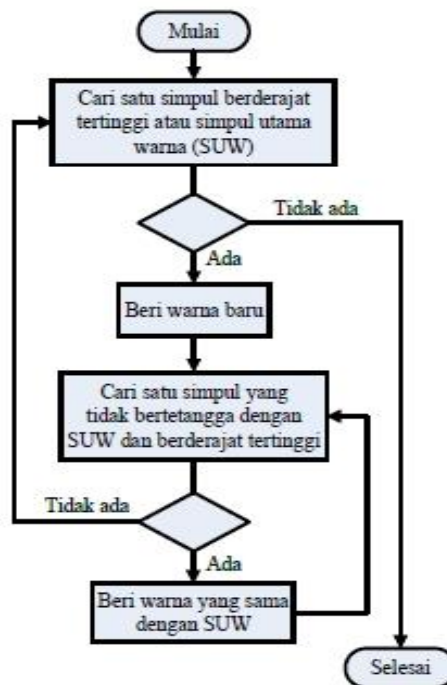 Mulai
Cari satu simpul berderajat
tertinggi atau simpul utama
warna (SUW)
Tidak ada
Ada
Beri warna baru
Cari satu simpul yang
tidak bertetangga dengan
SUW dan berderajat tertinggi
Tidak ada
Ada
Beri warna yang sama
dengan SUW
Selesai